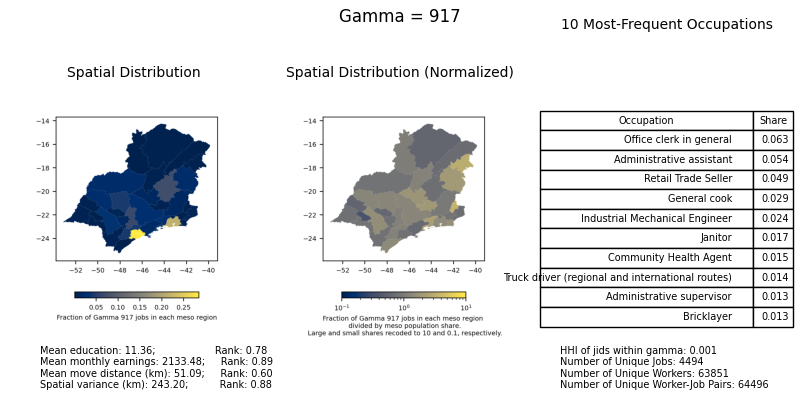 Gamma = 917
10 Most-Frequent Occupations
Spatial Distribution
Spatial Distribution (Normalized)
−14
−16
−18
−20
−22
−24
−52 −50 −48 −46 −44 −42 −40
0.05 0.10 0.15 0.20 0.25
Fraction of Gamma 917 jobs in each meso region
−14
−16
−18
−20
−22
−24
−52 −50 −48 −46 −44 −42 −40
10⁻¹ 10⁰ 10¹
Fraction of Gamma 917 jobs in each meso region
divided by meso population share.
Large and small shares recoded to 10 and 0.1, respectively.
Occupation Share
Office clerk in general 0.063
Administrative assistant 0.054
Retail Trade Seller 0.049
General cook 0.029
Industrial Mechanical Engineer 0.024
Janitor 0.017
Community Health Agent 0.015
Truck driver (regional and international routes) 0.014
Administrative supervisor 0.013
Bricklayer 0.013
Mean education: 11.36; Rank: 0.78
Mean monthly earnings: 2133.48; Rank: 0.89
Mean move distance (km): 51.09; Rank: 0.60
Spatial variance (km): 243.20; Rank: 0.88
HHI of jids within gamma: 0.001
Number of Unique Jobs: 4494
Number of Unique Workers: 63851
Number of Unique Worker-Job Pairs: 64496